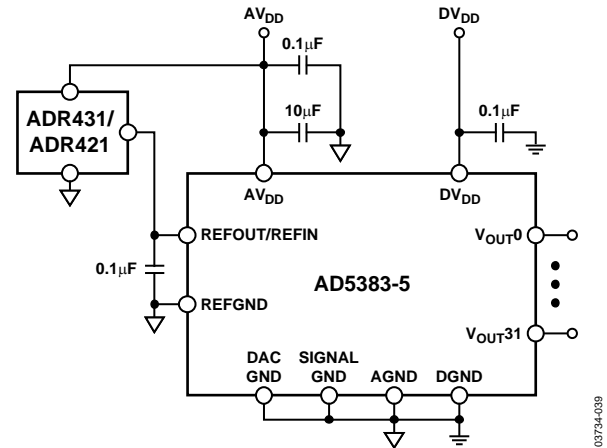 AVDD
DVDD
0.1μF
ADR431/
ADR421
10μF
0.1μF
AVDD
DVDD
REFOUT/REFIN
VOUT0
0.1μF
AD5383-5
REFGND
VOUT31
DAC
GND
SIGNAL
GND
AGND
DGND
03734-039